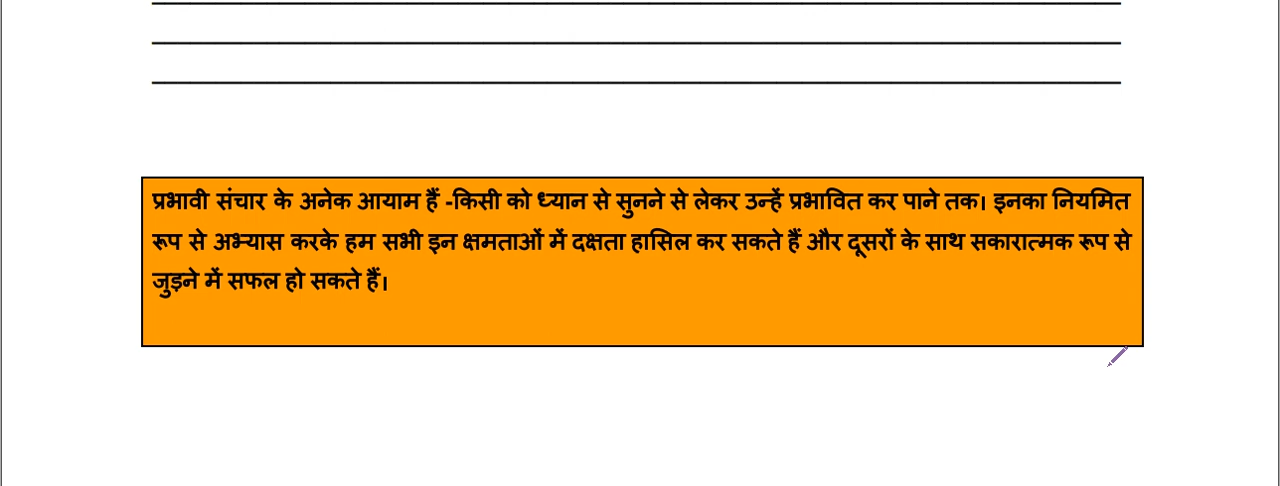 प्रभावी संचार के अनेक आयाम हैं -किसी को ध्यान से सुनने से लेकर उन्हें प्रभावित कर पाने तक। इनका नियमित
रूप से अभ्यास करके हम सभी इन क्षमताओं में दक्षता हासिल कर सकते हैं और दूसरों के साथ सकारात्मक रूप से
जुड़ने में सफल हो सकते हैं।